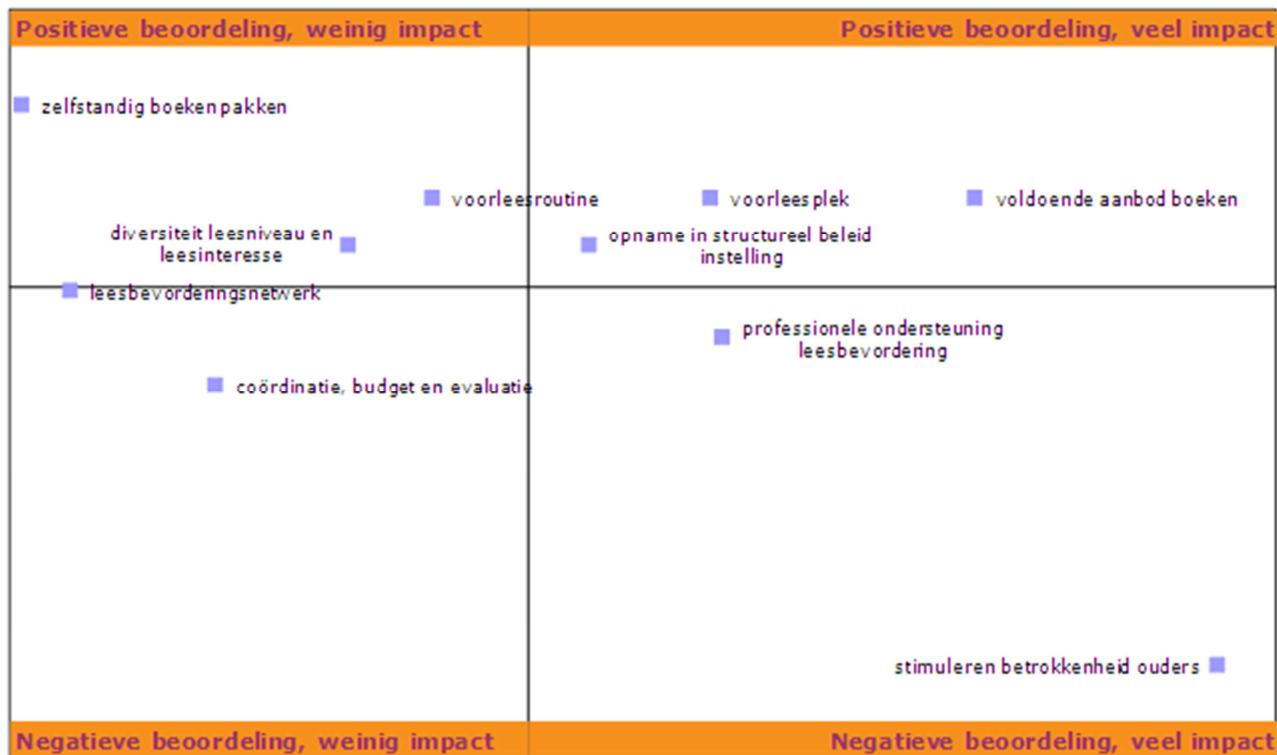 Positieve beoordeling, weinig impact
Positieve beoordeling, veel impact
zelfstandig boeken pakken
voorleesroutine
voorleesplek
voldoende aanbod boeken
diversiteit leesniveau en
leesinteresse
opname in structureel beleid
instelling
leesbevorderingsnetwerk
professionele ondersteuning
leesbevordering
coördinatie, budget en evaluatie
stimuleren betrokkenheid ouders
Negatieve beoordeling, weinig impact
Negatieve beoordeling, veel impact